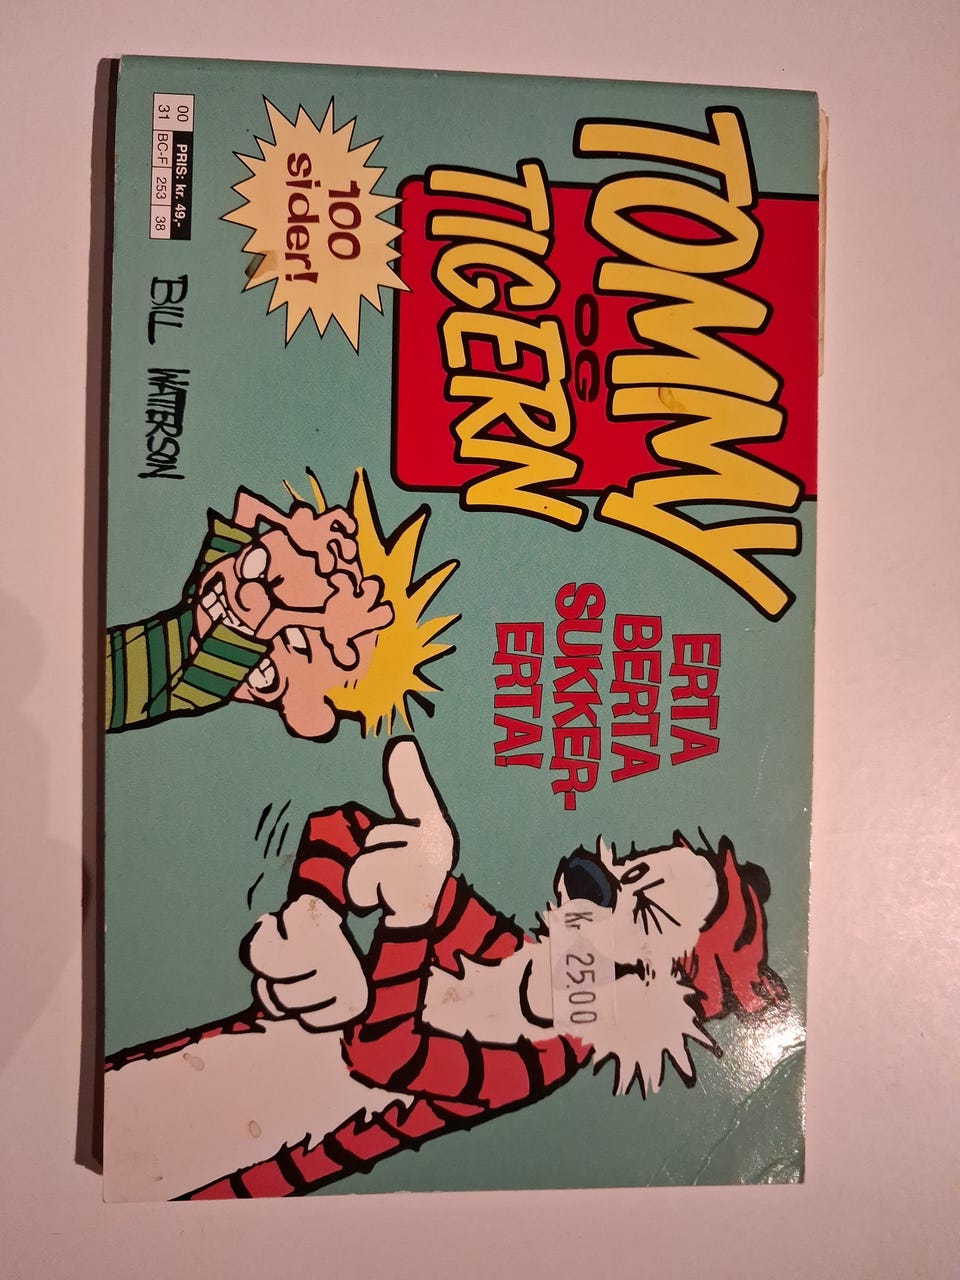 TOMMY
OG
TIGERN
ERTA
BERTA
SUKKER-
ERTA!
100
sider!
00 PRIS: kr. 49,-
31 BC-F 253 38
BILL WATTERSON
Kr 25.00